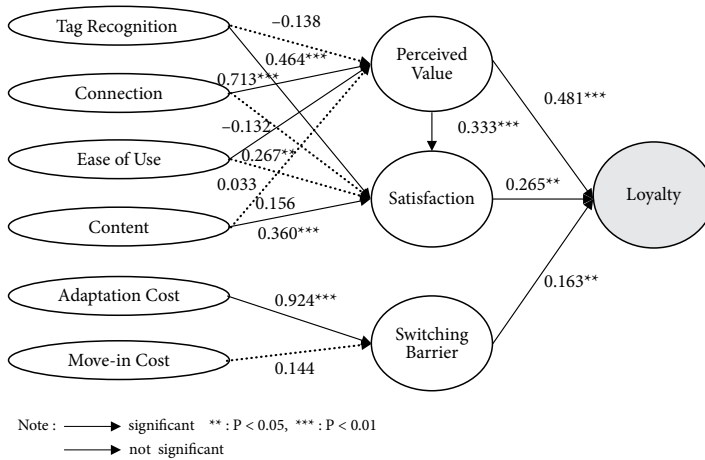 Tag Recognition
Connection
Ease of Use
Content
Adaptation Cost
Move-in Cost
–0.138
0.464***
0.713***
–0.132
0.267**
0.033
0.156
0.360***
0.924***
0.144
Perceived
Value
0.333***
Satisfaction
Switching
Barrier
0.481***
0.265**
0.163**
Loyalty
Note : significant ** : P < 0.05, *** : P < 0.01
not significant